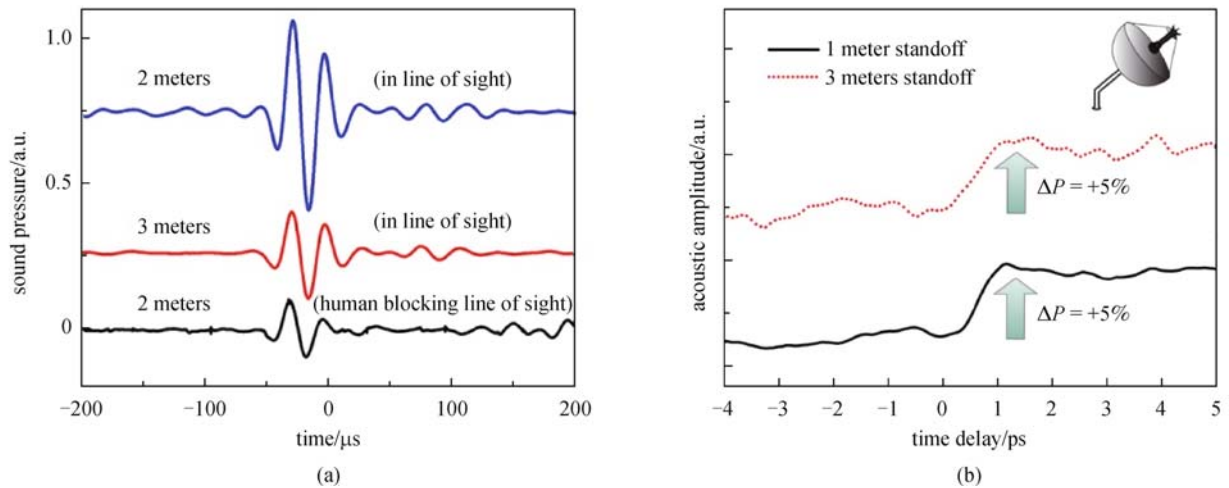 1.0
2 meters
(in line of sight)
sound pressure/a.u.
0.5
3 meters
(in line of sight)
2 meters
(human blocking line of sight)
0
−200
−100
0
100
200
time/μs
(a)
1 meter standoff
3 meters standoff
acoustic amplitude/a.u.
ΔP = +5%
ΔP = +5%
−4
−3
−2
−1
0
1
2
3
4
5
time delay/ps
(b)